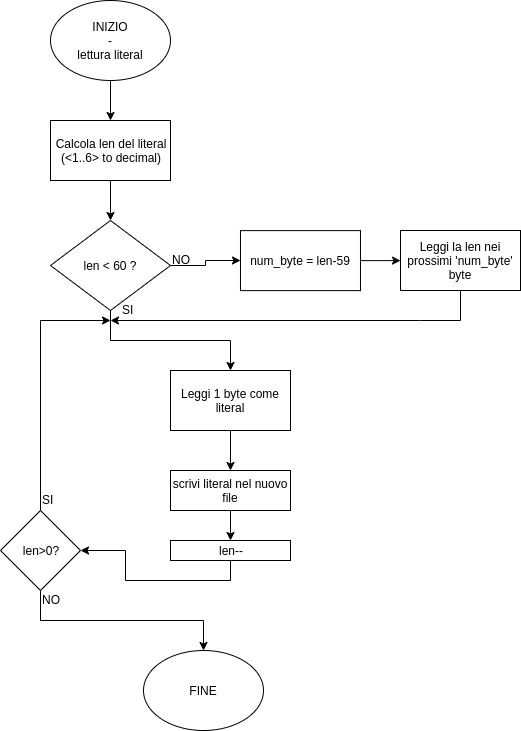 INIZIO
-
lettura literal
Calcola len del literal
(<1..6> to decimal)
len < 60 ?
NO
num_byte = len-59
Leggi la len nei
prossimi 'num_byte'
byte
SI
Leggi 1 byte come
literal
scrivi literal nel nuovo
file
len--
SI
len>0?
NO
FINE